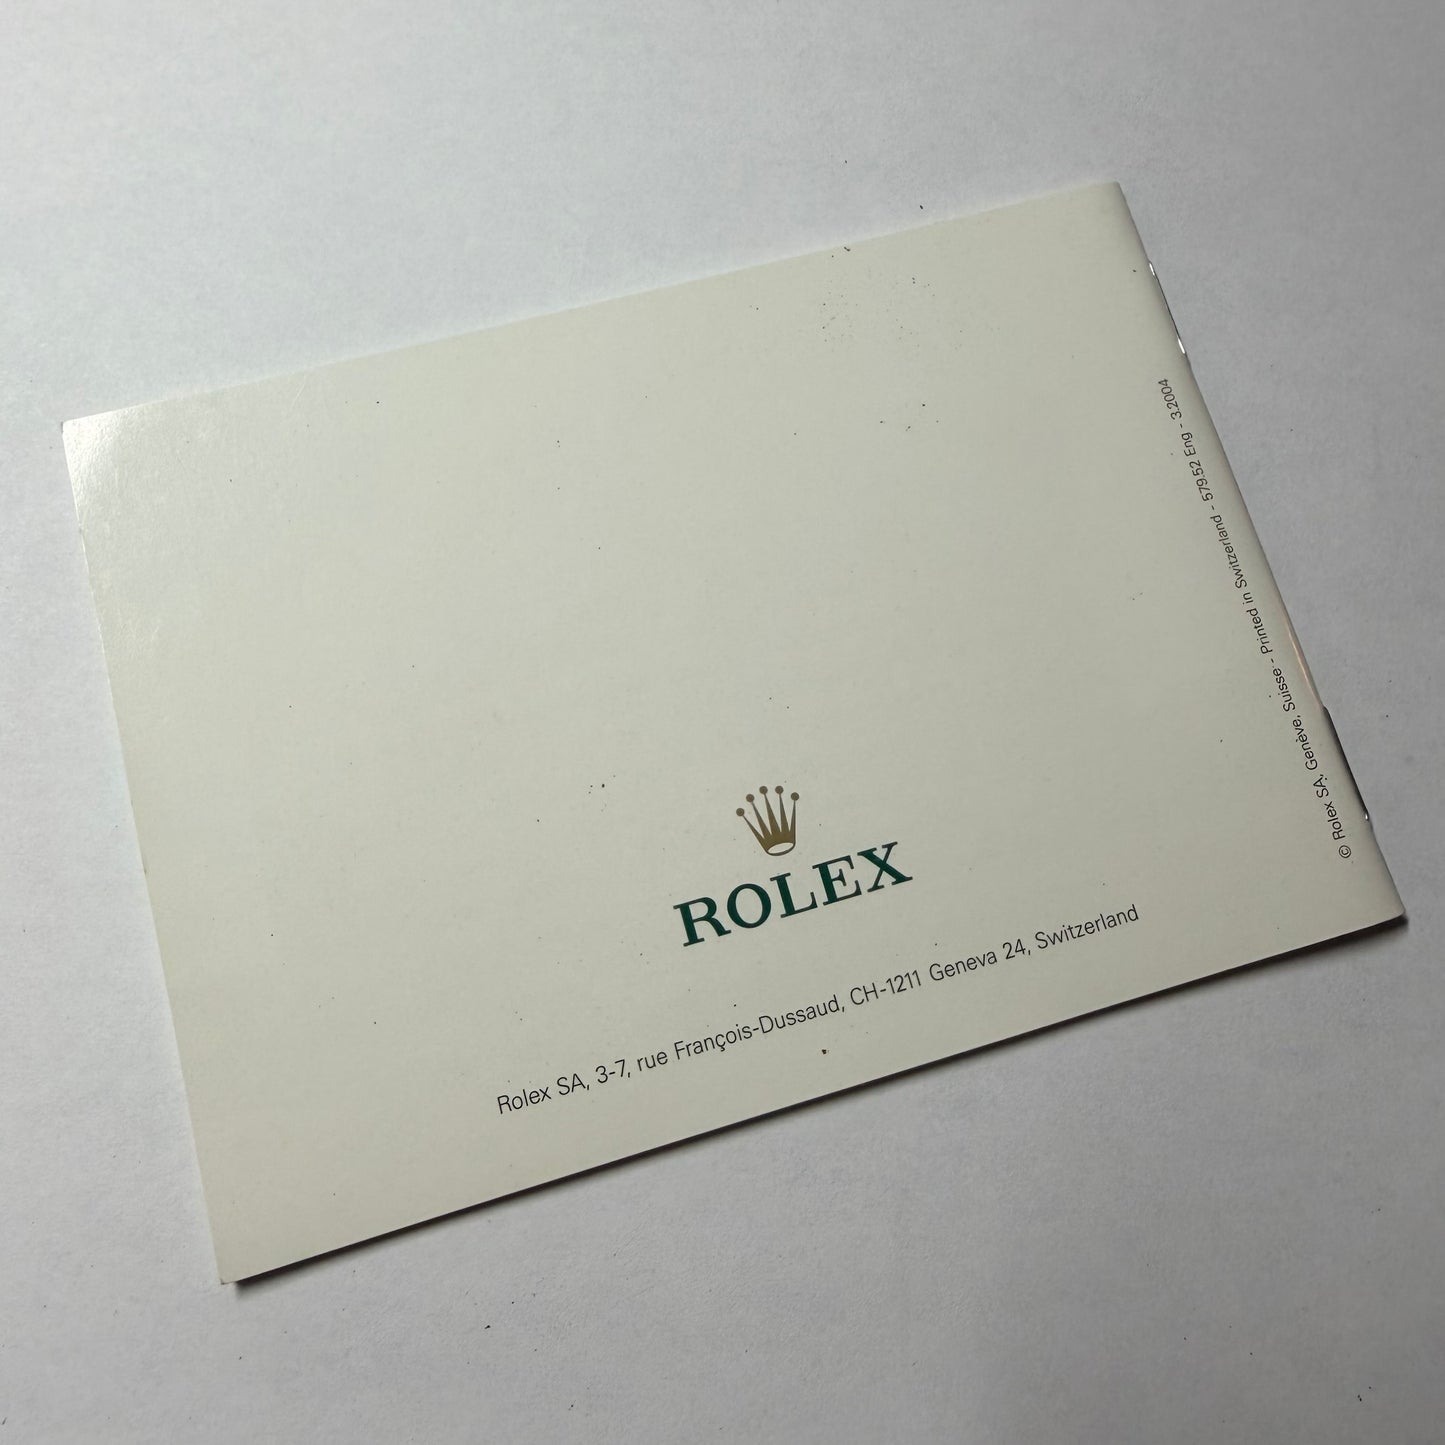 ROLEX
Rolex SA, 3-7, rue François-Dussaud, CH-1211 Geneva 24, Switzerland
© Rolex SA, Genève, Suisse - Printed in Switzerland - 579.52 Eng - 3.2004